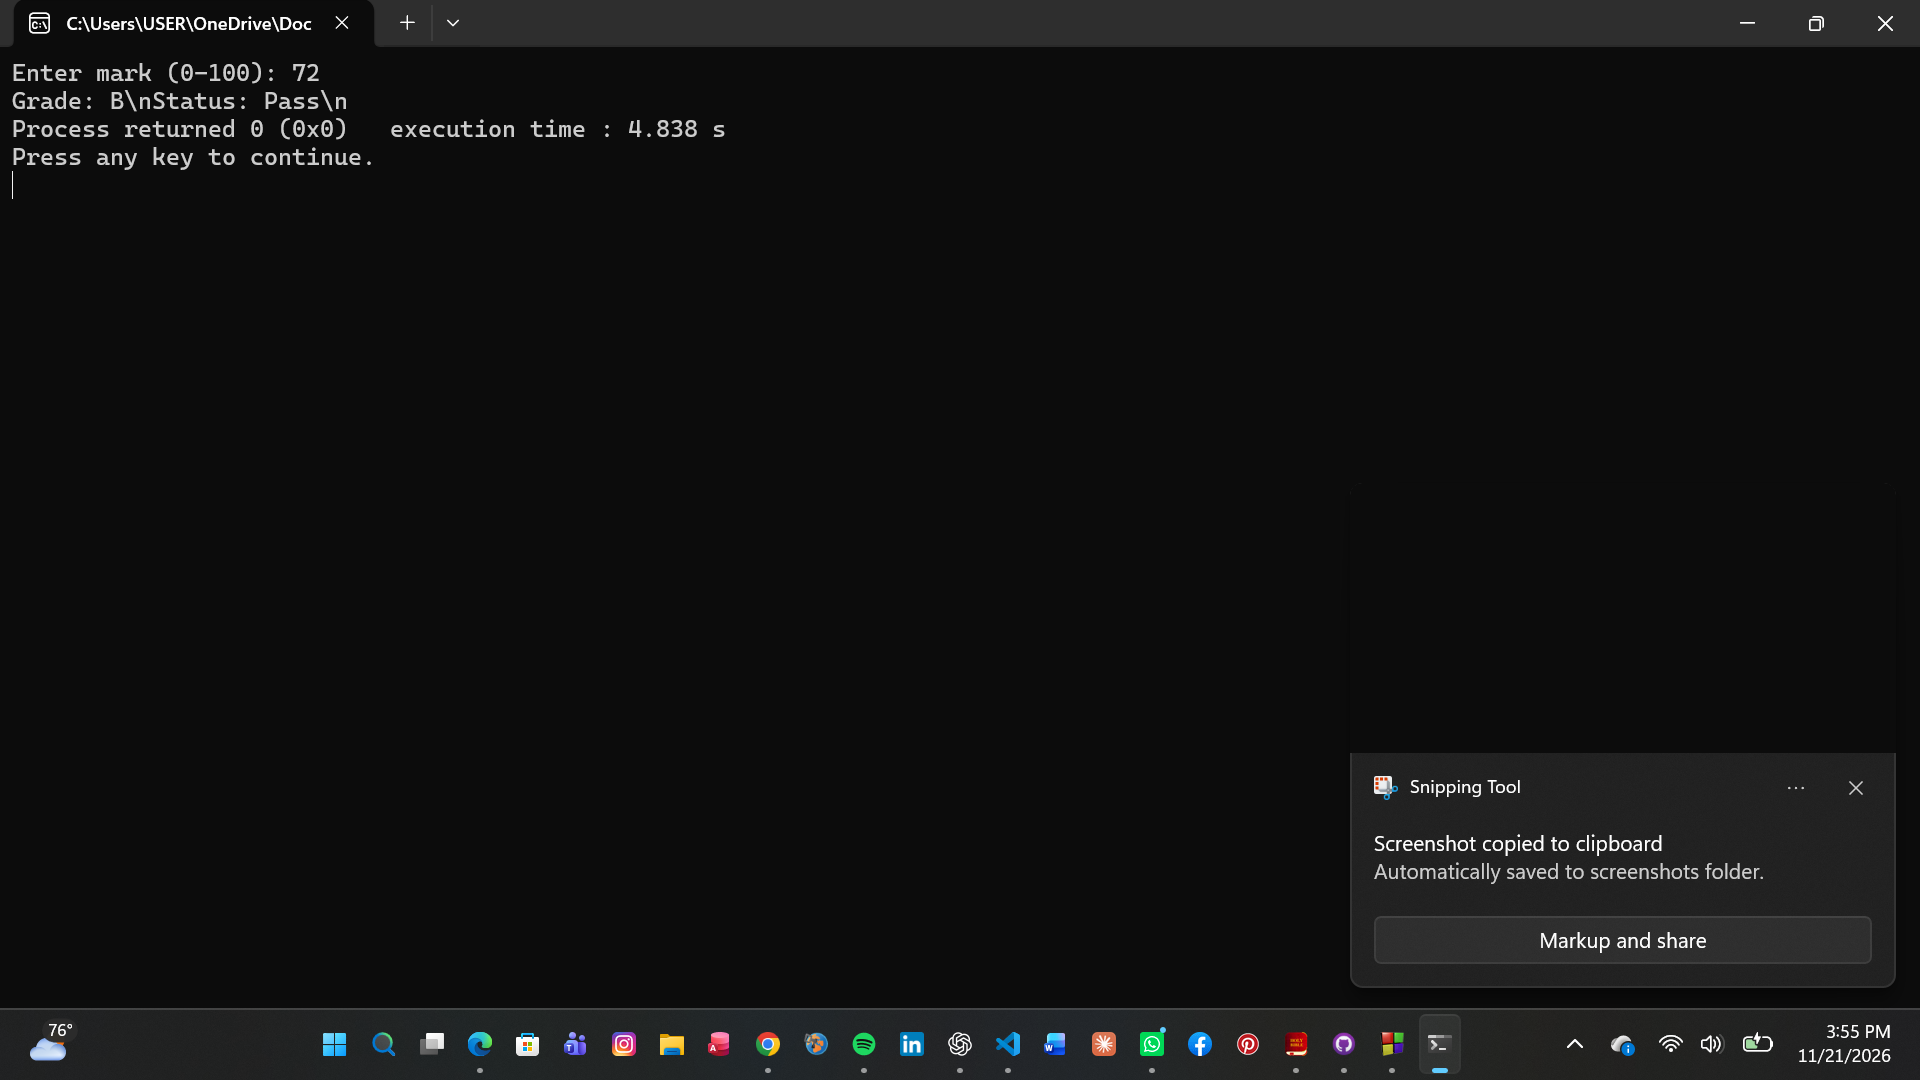 C:\Users\USER\OneDrive\Doc
Enter mark (0-100): 72
Grade: B\nStatus: Pass\n
Process returned 0 (0x0)   execution time : 4.838 s
Press any key to continue.
Snipping Tool
Screenshot copied to clipboard
Automatically saved to screenshots folder.
Markup and share
76°
3:55 PM
11/21/2026